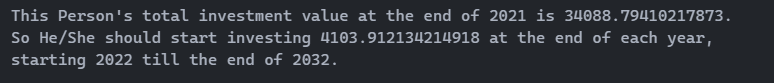 This Person's total investment value at the end of 2021 is 34088.79410217873.
So He/She should start investing 4103.912134214918 at the end of each year,
starting 2022 till the end of 2032.